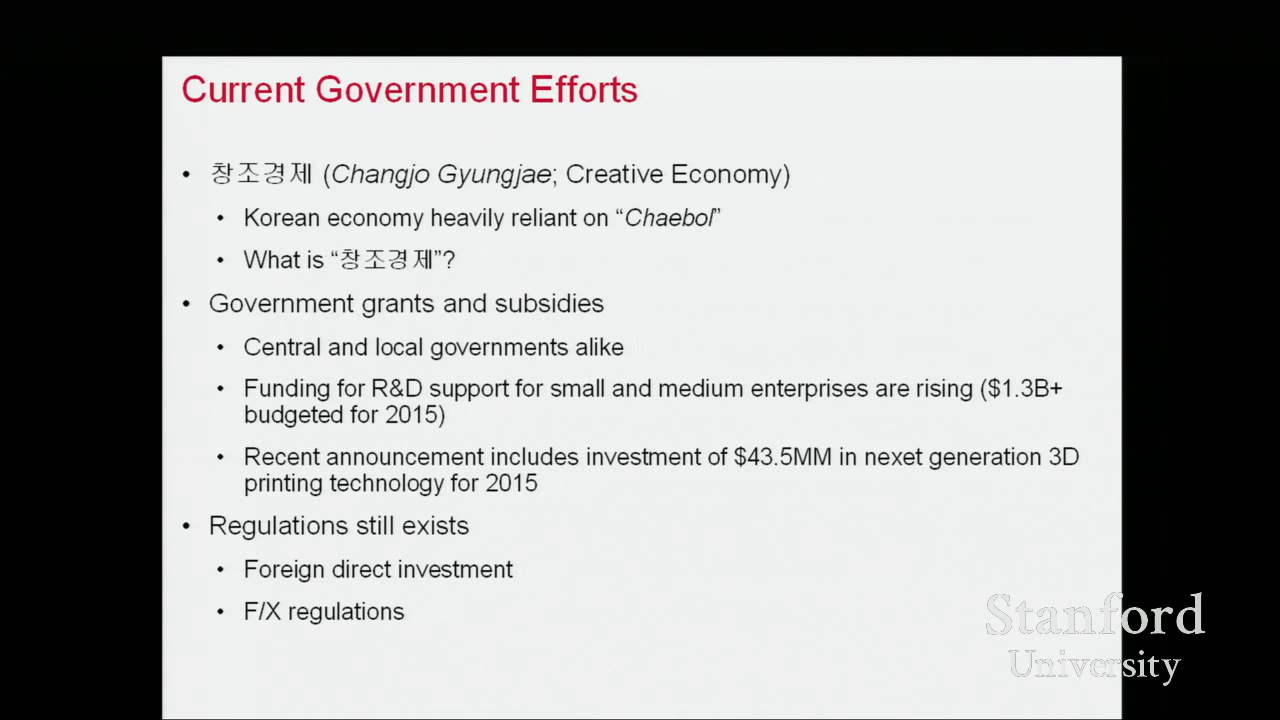 Current Government Efforts
• 창조경제 (Changjo Gyungjae; Creative Economy)
• Korean economy heavily reliant on “Chaebol”
• What is “창조경제”?
• Government grants and subsidies
• Central and local governments alike
• Funding for R&D support for small and medium enterprises are rising ($1.3B+
budgeted for 2015)
• Recent announcement includes investment of $43.5MM in nexet generation 3D
printing technology for 2015
• Regulations still exists
• Foreign direct investment
• F/X regulations
Stanford
University